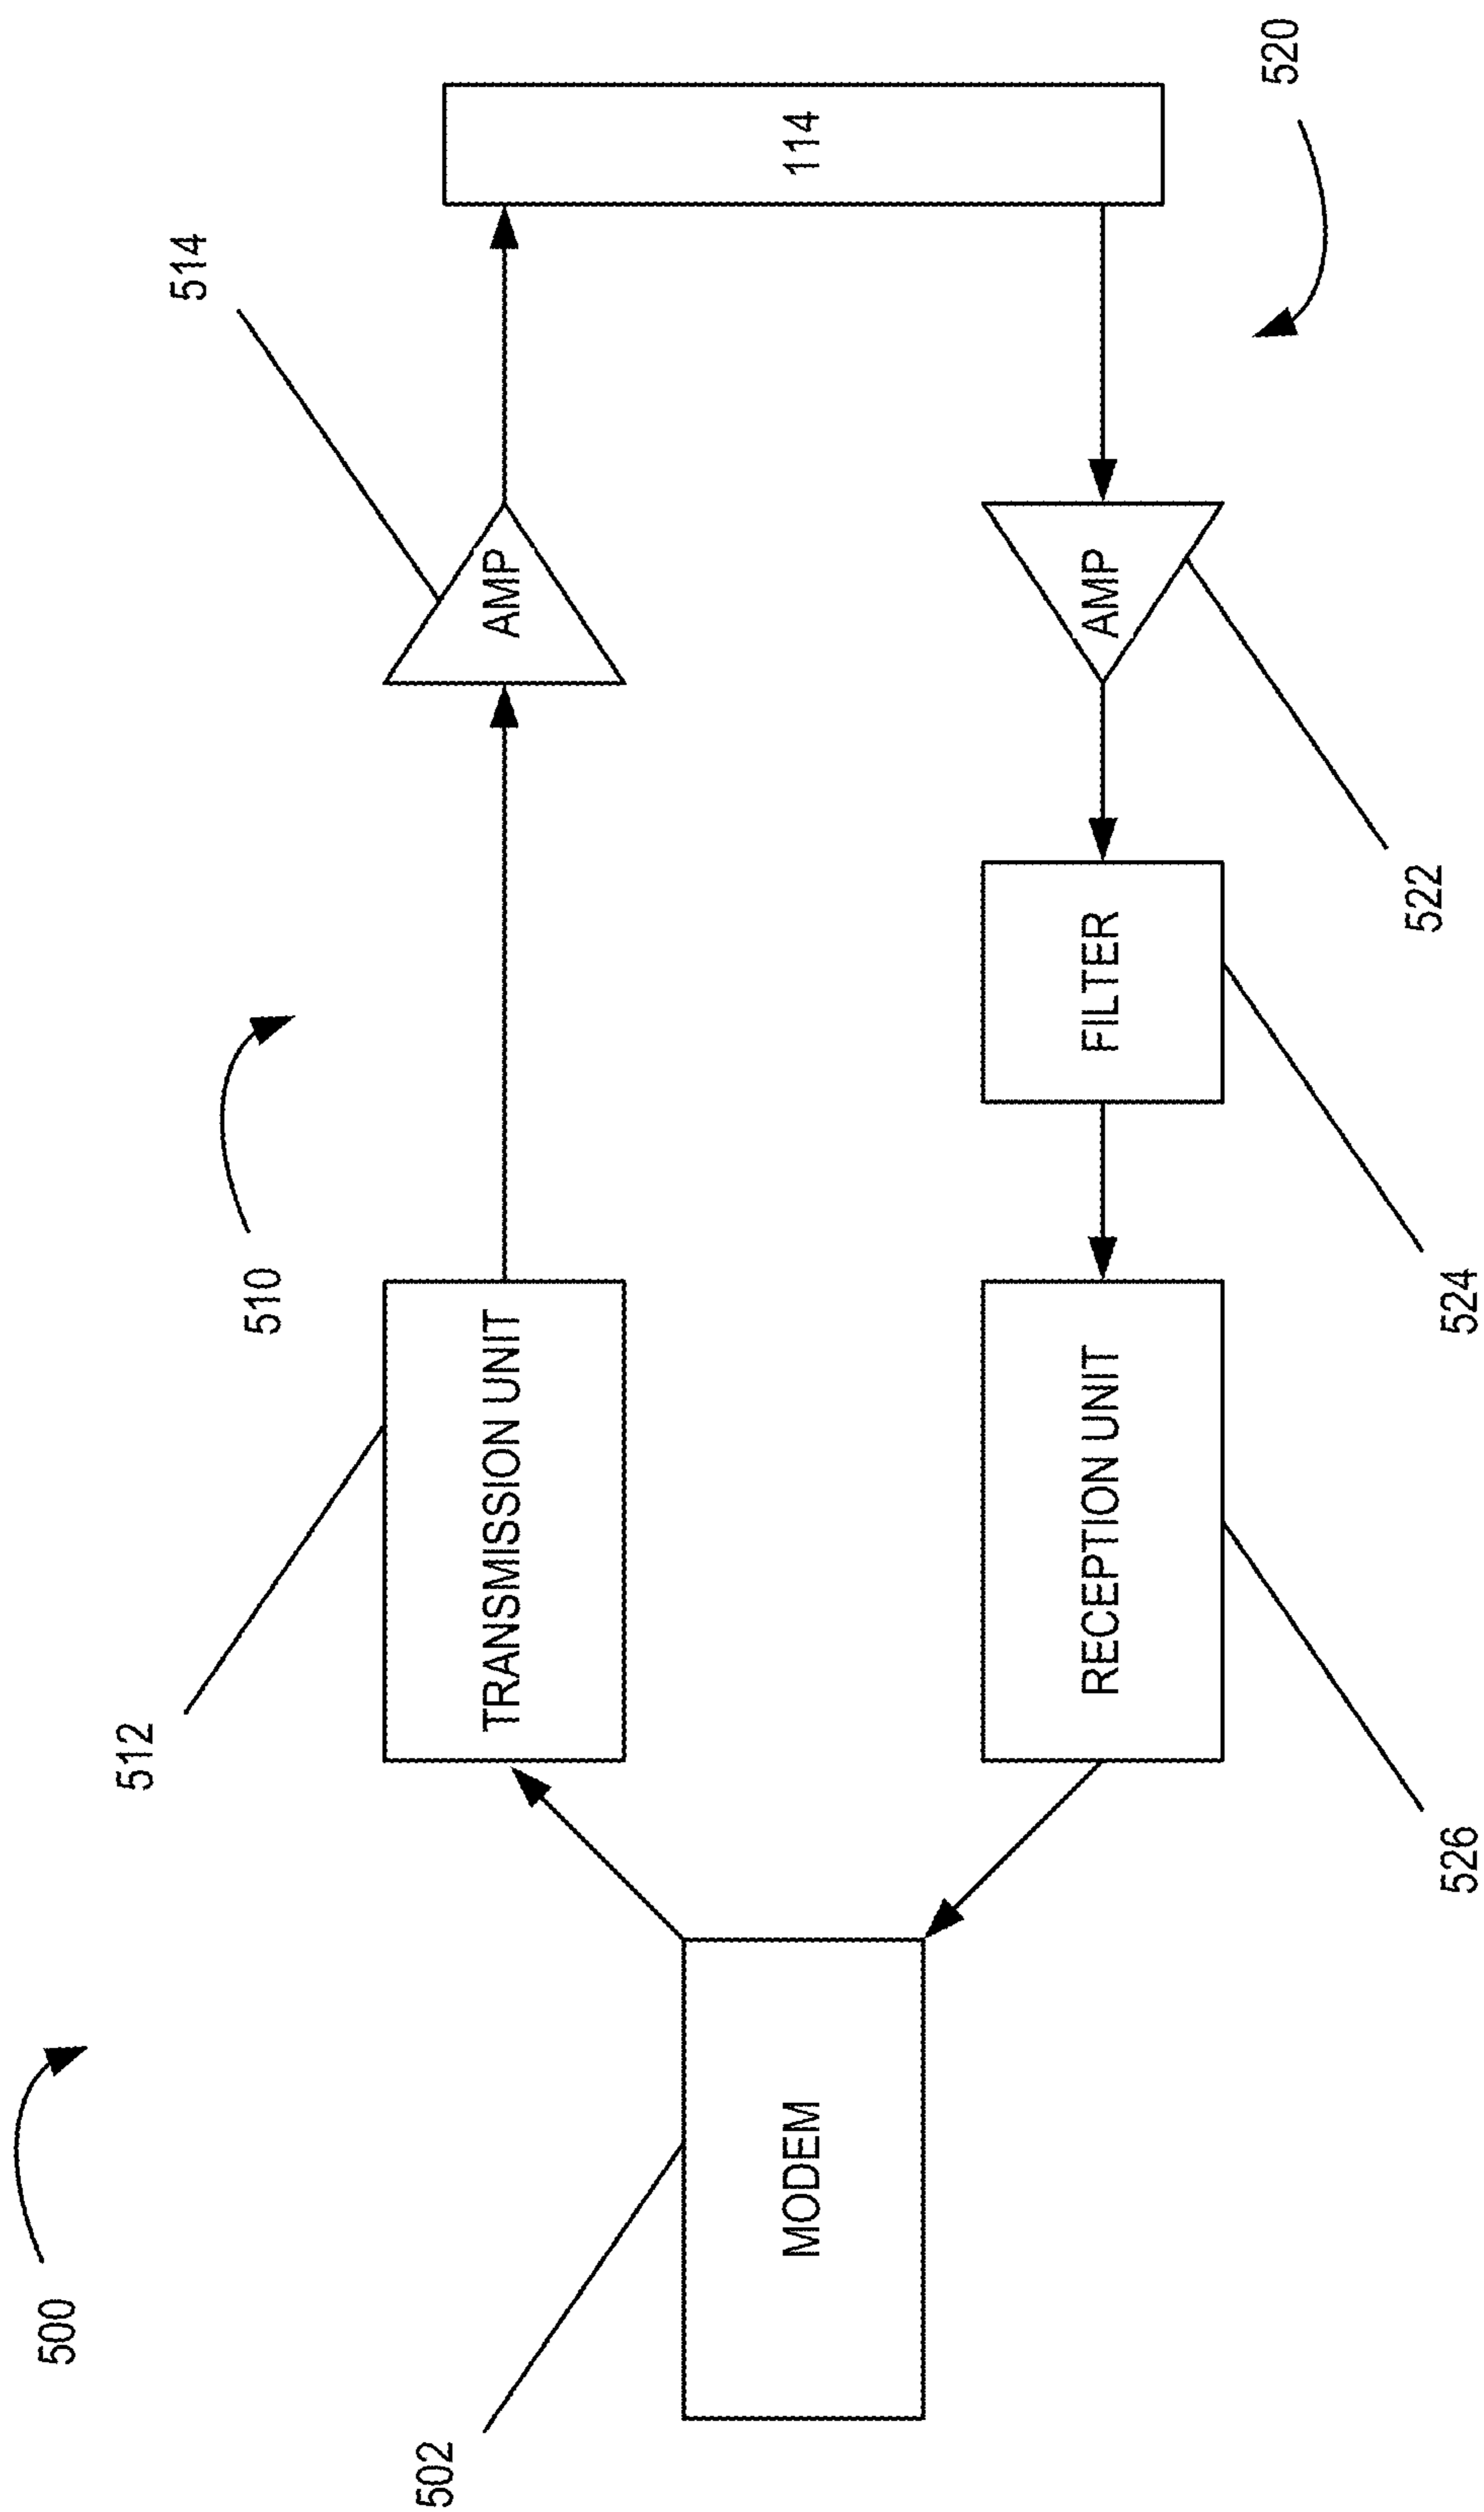 500
510
514
512
TRANSMISSION UNIT
AMP
502
MODEM
114
RECEPTION UNIT
FILTER
AMP
520
526
524
522